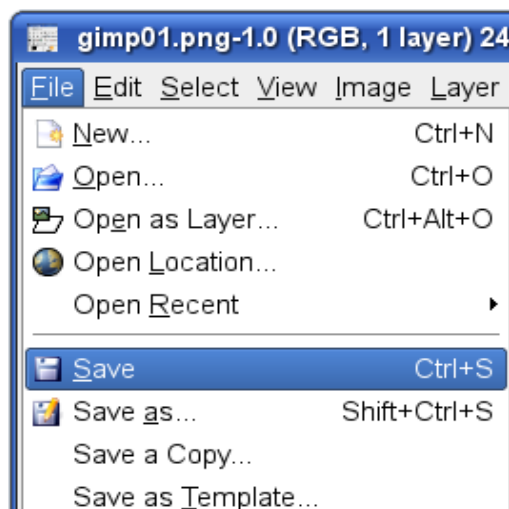 gimp01.png-1.0 (RGB, 1 layer) 24
File Edit Select View Image Layer
New... Ctrl+N
Open... Ctrl+O
Open as Layer... Ctrl+Alt+O
Open Location...
Open Recent
Save Ctrl+S
Save as... Shift+Ctrl+S
Save a Copy...
Save as Template...